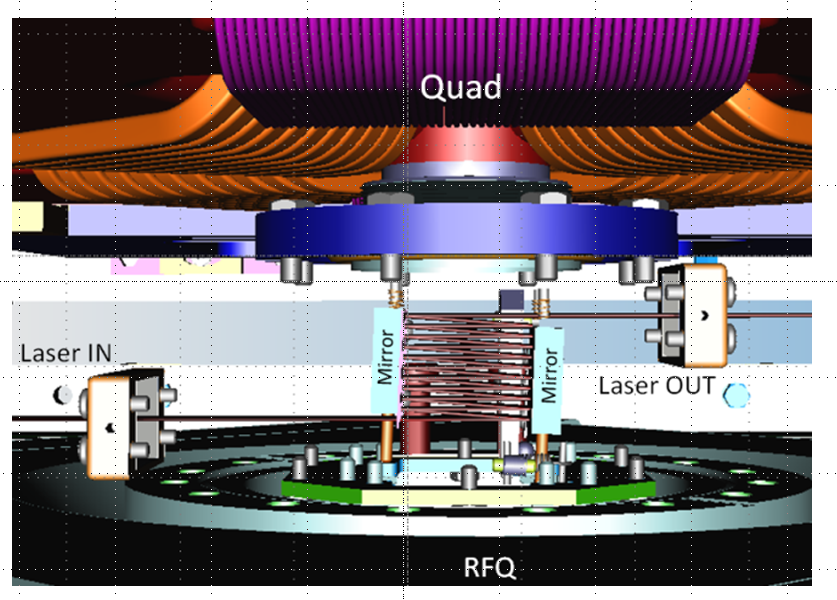 Quad
Laser IN
Mirror
Mirror
Laser OUT
RFQ